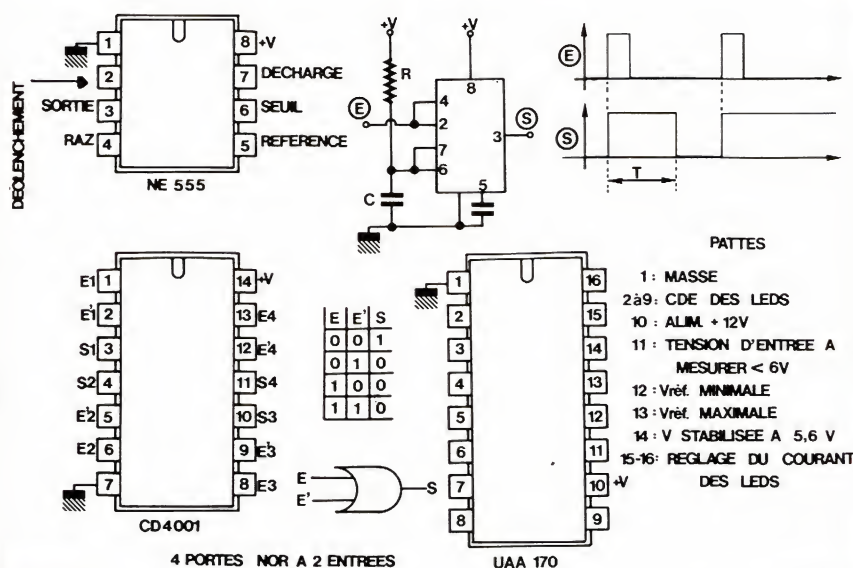 DÉCLENCHEMENT
1
8 +V
2
7 DECHARGE
SORTIE 3
6 SEUIL
RAZ 4
5 REFERENCE
NE 555
+V
+V
R
8
E
4
2
3
S
7
6
C
5
E
S
T
E1 1
14 +V
E'1 2
13 E4
S1 3
12 E'4
S2 4
11 S4
E'2 5
10 S3
E2 6
9 E'3
7
8 E3
CD4001
E E' S
0 0 1
0 1 0
1 0 0
1 1 0
E
E'
S
4 PORTES NOR A 2 ENTREES
1
16
2
15
3
14
4
13
5
12
6
11
7
10 +V
8
9
UAA 170
PATTES
1 : MASSE
2à9: CDE DES LEDS
10 : ALIM. + 12V
11 : TENSION D'ENTREE A
MESURER < 6V
12 : Vréf. MINIMALE
13 : Vréf. MAXIMALE
14 : V STABILISEE A 5,6 V
15-16: REGLAGE DU COURANT
DES LEDS